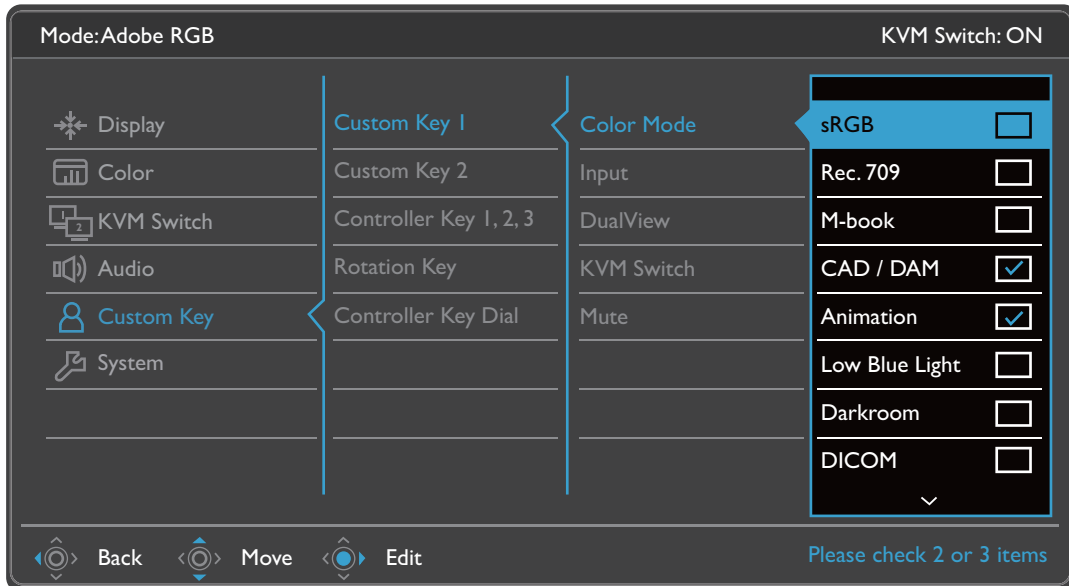 Mode: Adobe RGB
KVM Switch: ON
Display
Color
1
2
KVM Switch
Audio
Custom Key
System
Custom Key 1
Custom Key 2
Controller Key 1, 2, 3
Rotation Key
Controller Key Dial
Color Mode
Input
DualView
KVM Switch
Mute
sRGB
Rec. 709
M-book
CAD / DAM
Animation
Low Blue Light
Darkroom
DICOM
Back
Move
Edit
Please check 2 or 3 items